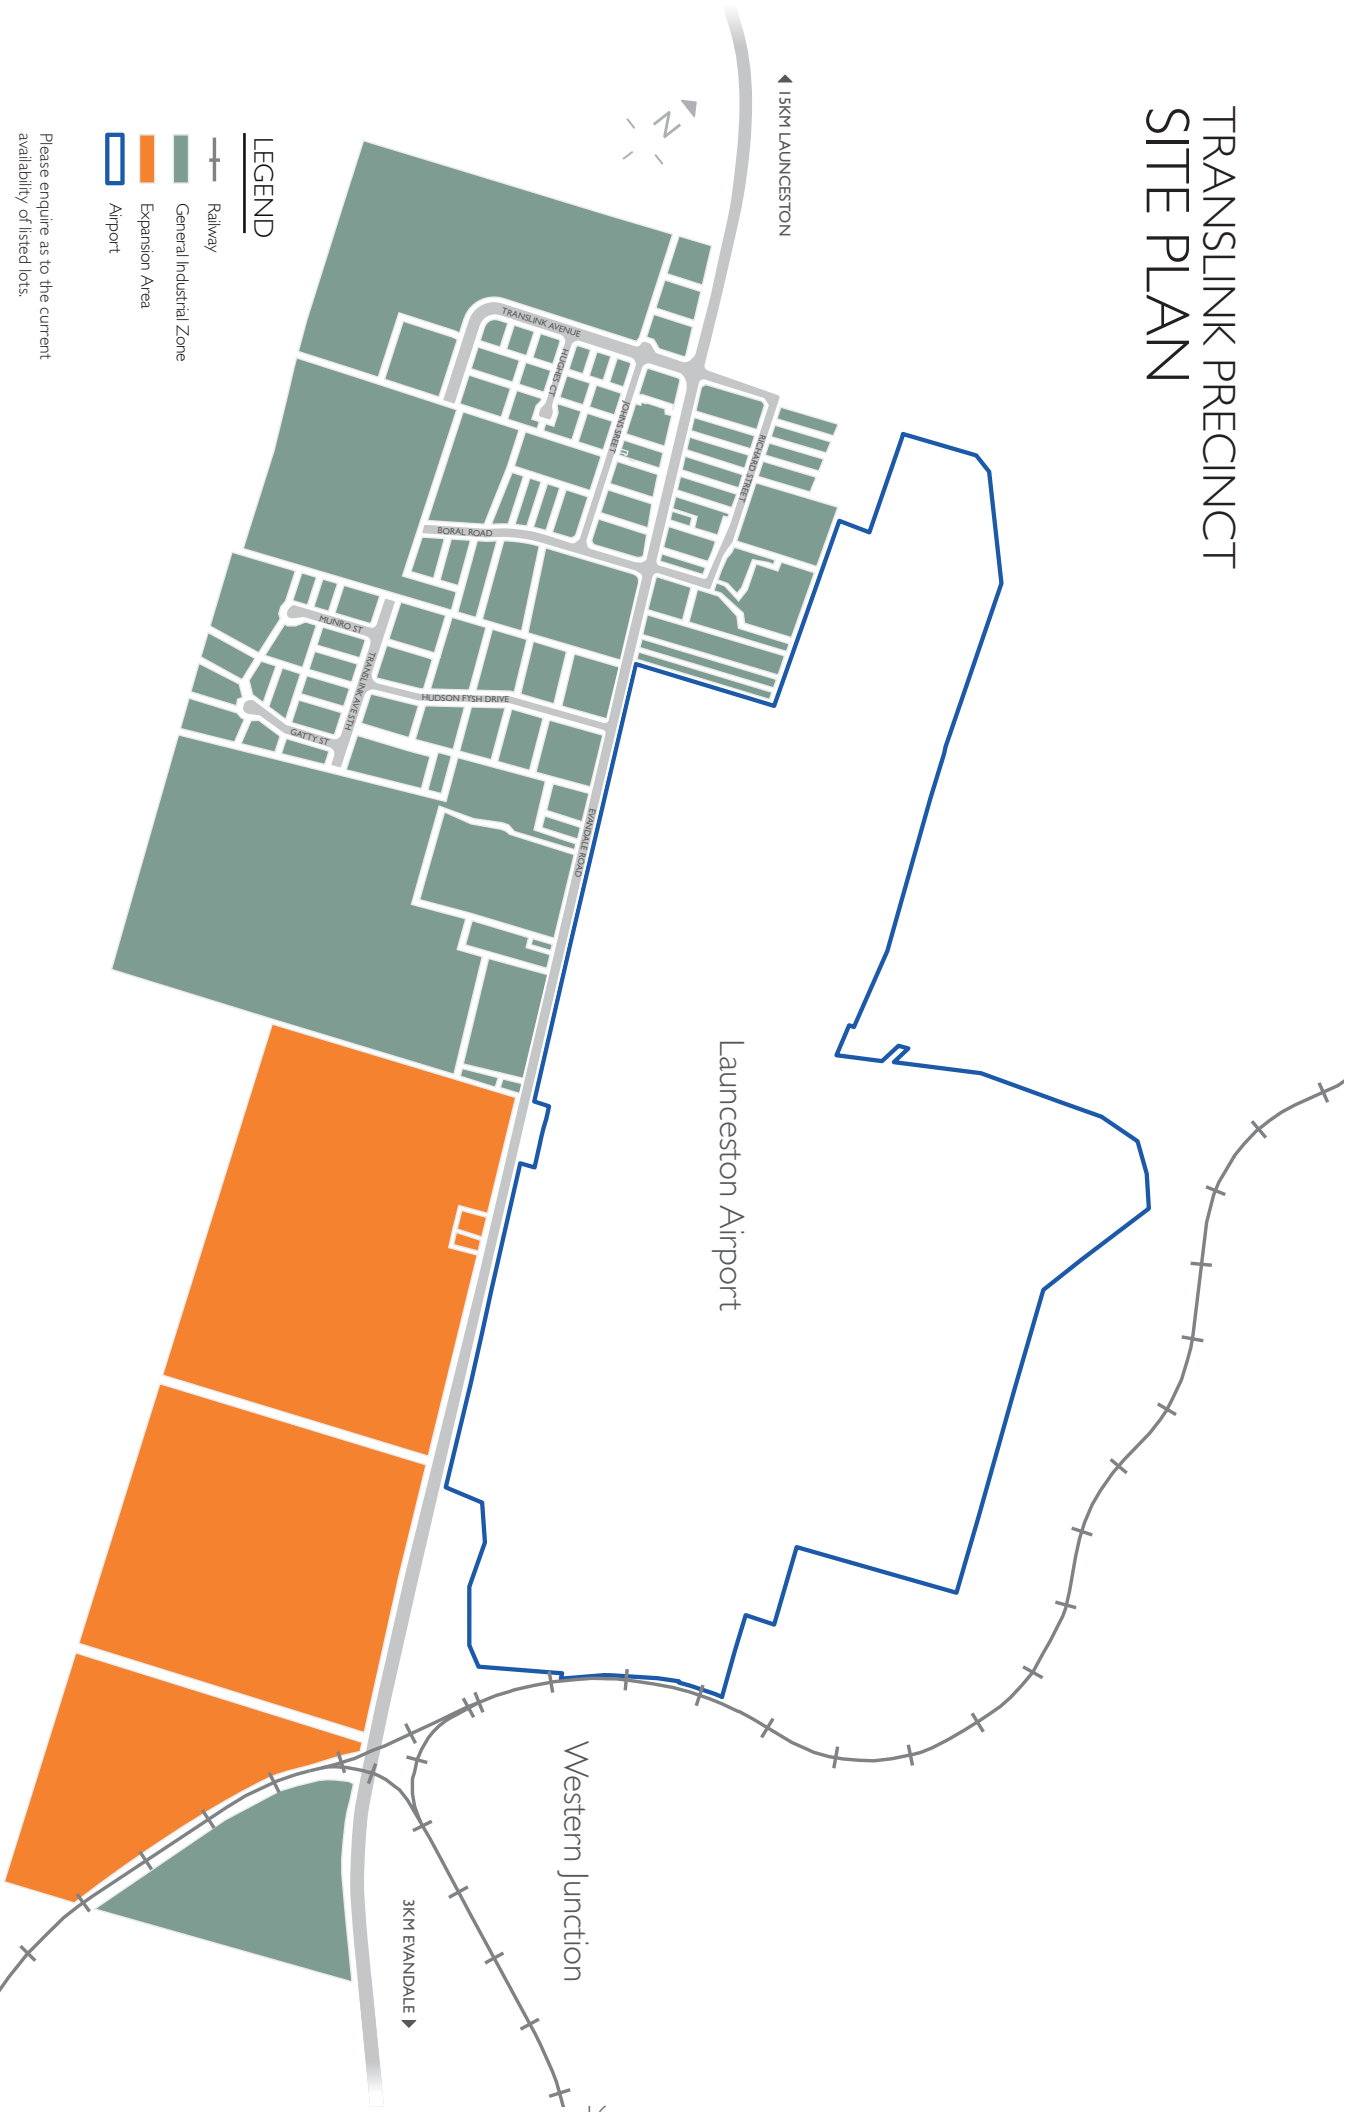 TRANSLINK PRECINCT
SITE PLAN
◀ 15KM LAUNCESTON
N
TRANSLINK AVENUE
HUGHES CT
JOHNS SREET
RICHARD STREET
BORAL ROAD
MUNRO ST
TRANSLINK AVE STH
HUDSON FYSH DRIVE
GATTY ST
EVANDALE ROAD
Launceston Airport
Western Junction
3KM EVANDALE ▶
LEGEND
Railway
General Industrial Zone
Expansion Area
Airport
Please enquire as to the current
availability of listed lots.